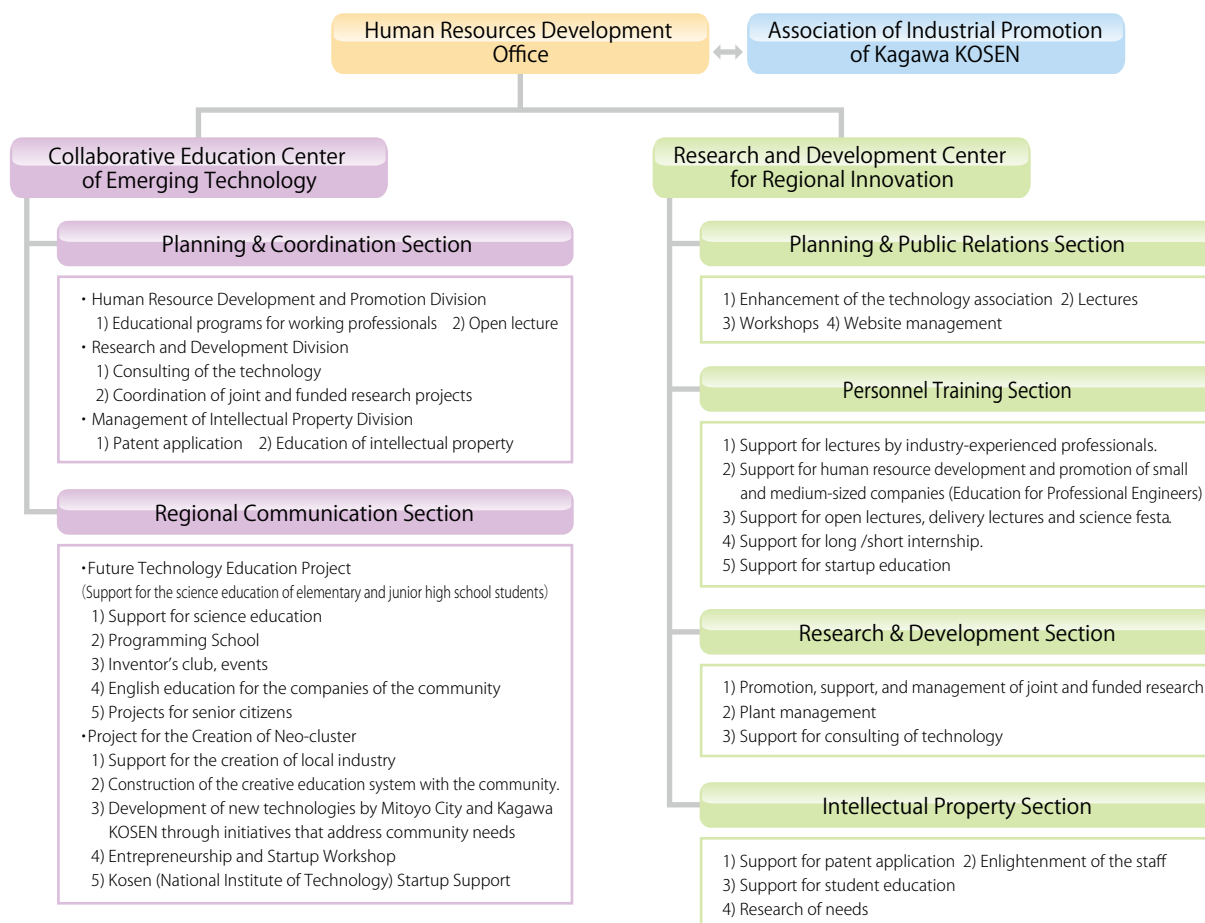 Human Resources Development
Office
Association of Industrial Promotion
of Kagawa KOSEN
Collaborative Education Center
of Emerging Technology
Planning & Coordination Section
・Human Resource Development and Promotion Division
1) Educational programs for working professionals 2) Open lecture
・Research and Development Division
1) Consulting of the technology
2) Coordination of joint and funded research projects
・Management of Intellectual Property Division
1) Patent application 2) Education of intellectual property
Regional Communication Section
・Future Technology Education Project
(Support for the science education of elementary and junior high school students)
1) Support for science education
2) Programming School
3) Inventor's club, events
4) English education for the companies of the community
5) Projects for senior citizens
・Project for the Creation of Neo-cluster
1) Support for the creation of local industry
2) Construction of the creative education system with the community.
3) Development of new technologies by Mitoyo City and Kagawa
KOSEN through initiatives that address community needs
4) Entrepreneurship and Startup Workshop
5) Kosen (National Institute of Technology) Startup Support
Research and Development Center
for Regional Innovation
Planning & Public Relations Section
1) Enhancement of the technology association 2) Lectures
3) Workshops 4) Website management
Personnel Training Section
1) Support for lectures by industry-experienced professionals.
2) Support for human resource development and promotion of small
and medium-sized companies (Education for Professional Engineers)
3) Support for open lectures, delivery lectures and science festa.
4) Support for long /short internship.
5) Support for startup education
Research & Development Section
1) Promotion, support, and management of joint and funded research
2) Plant management
3) Support for consulting of technology
Intellectual Property Section
1) Support for patent application 2) Enlightenment of the staff
3) Support for student education
4) Research of needs